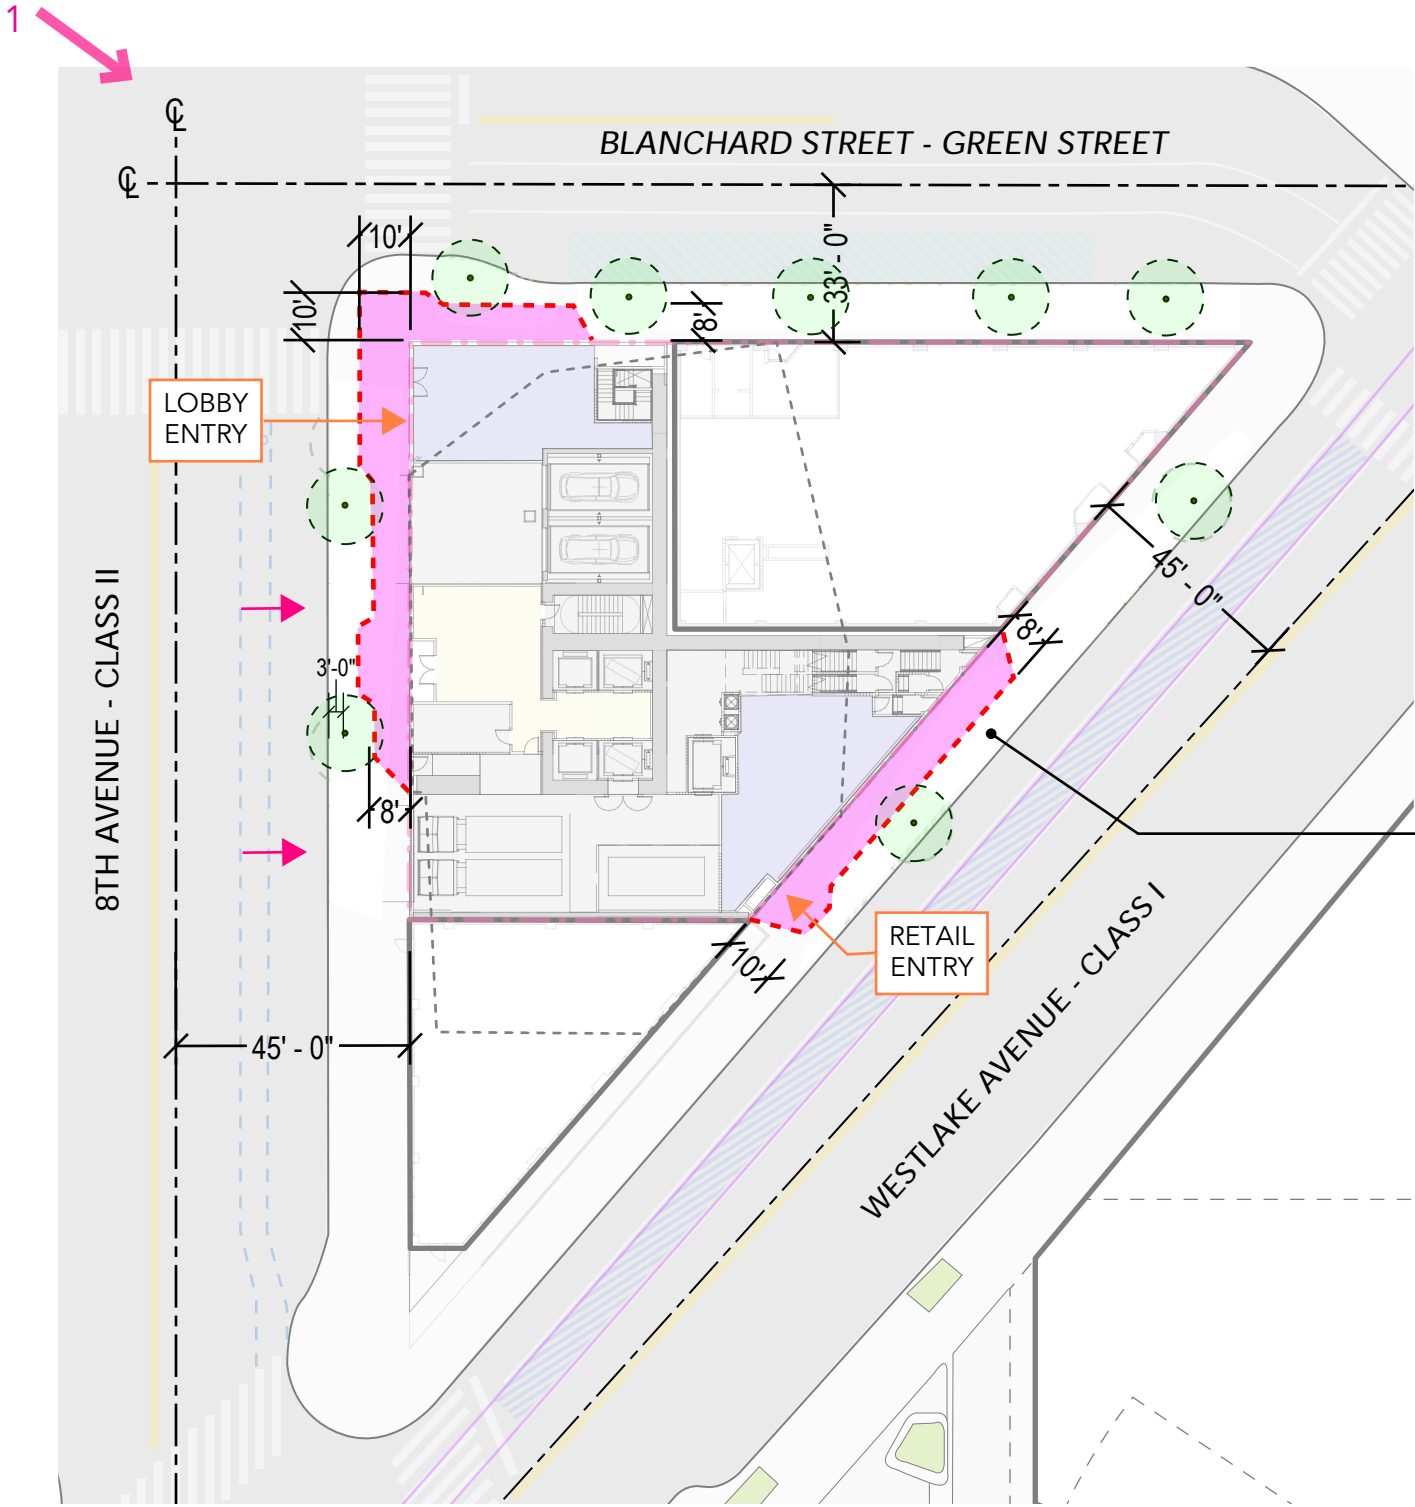 1
℄
℄
BLANCHARD STREET - GREEN STREET
10'
33' - 0"
10'
8'
LOBBY
ENTRY
45' - 0"
8TH AVENUE - CLASS II
8'
3'-0"
8'
RETAIL
ENTRY
10'
WESTLAKE AVENUE - CLASS I
45' - 0"